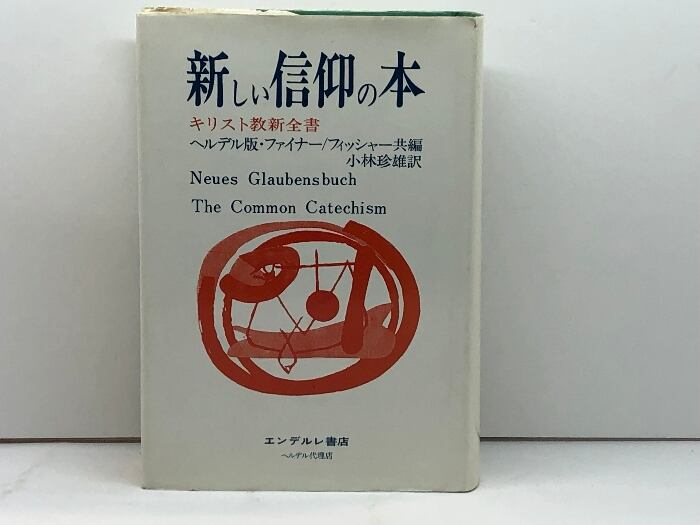 新しい信仰の本
キリスト教新全書
ヘルデル版・ファイナー/フィッシャー共編
小林珍雄訳
Neues Glaubensbuch
The Common Catechism
エンデルレ書店
ヘルデル代理店